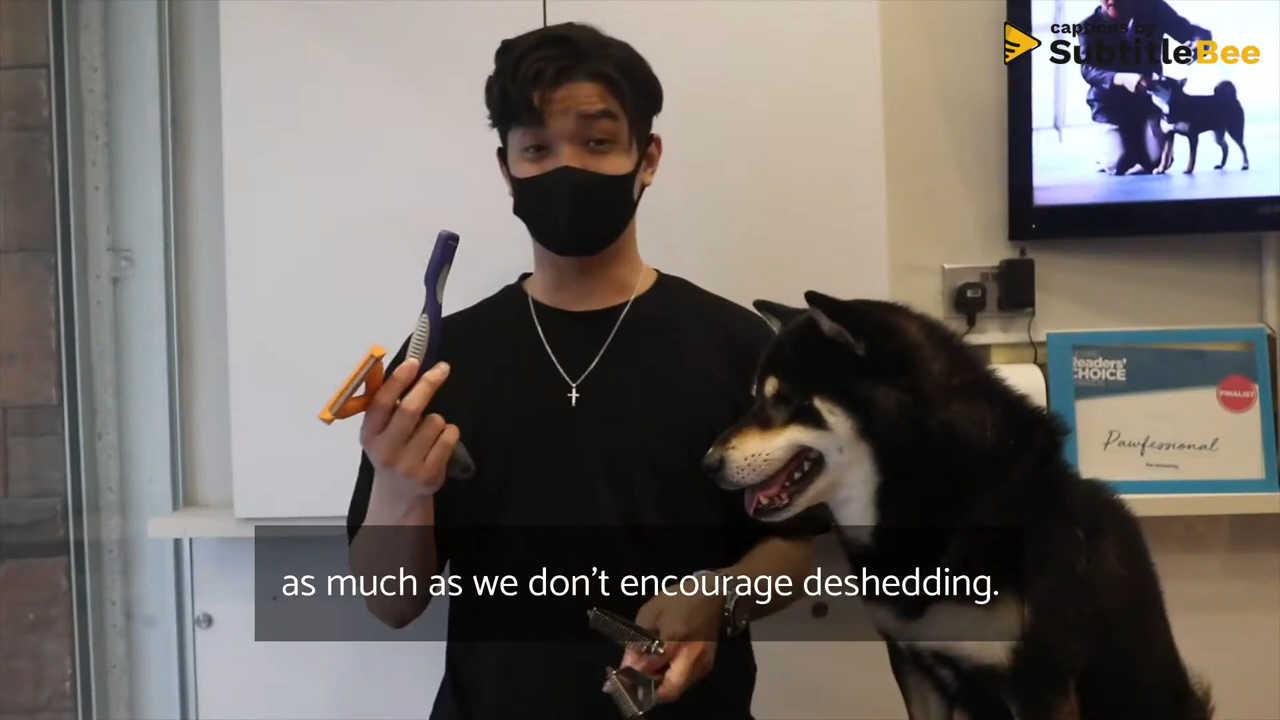 captions by
SubtitleBee
Readers'
CHOICE
FINALIST
Pawfessional
as much as we don't encourage deshedding.